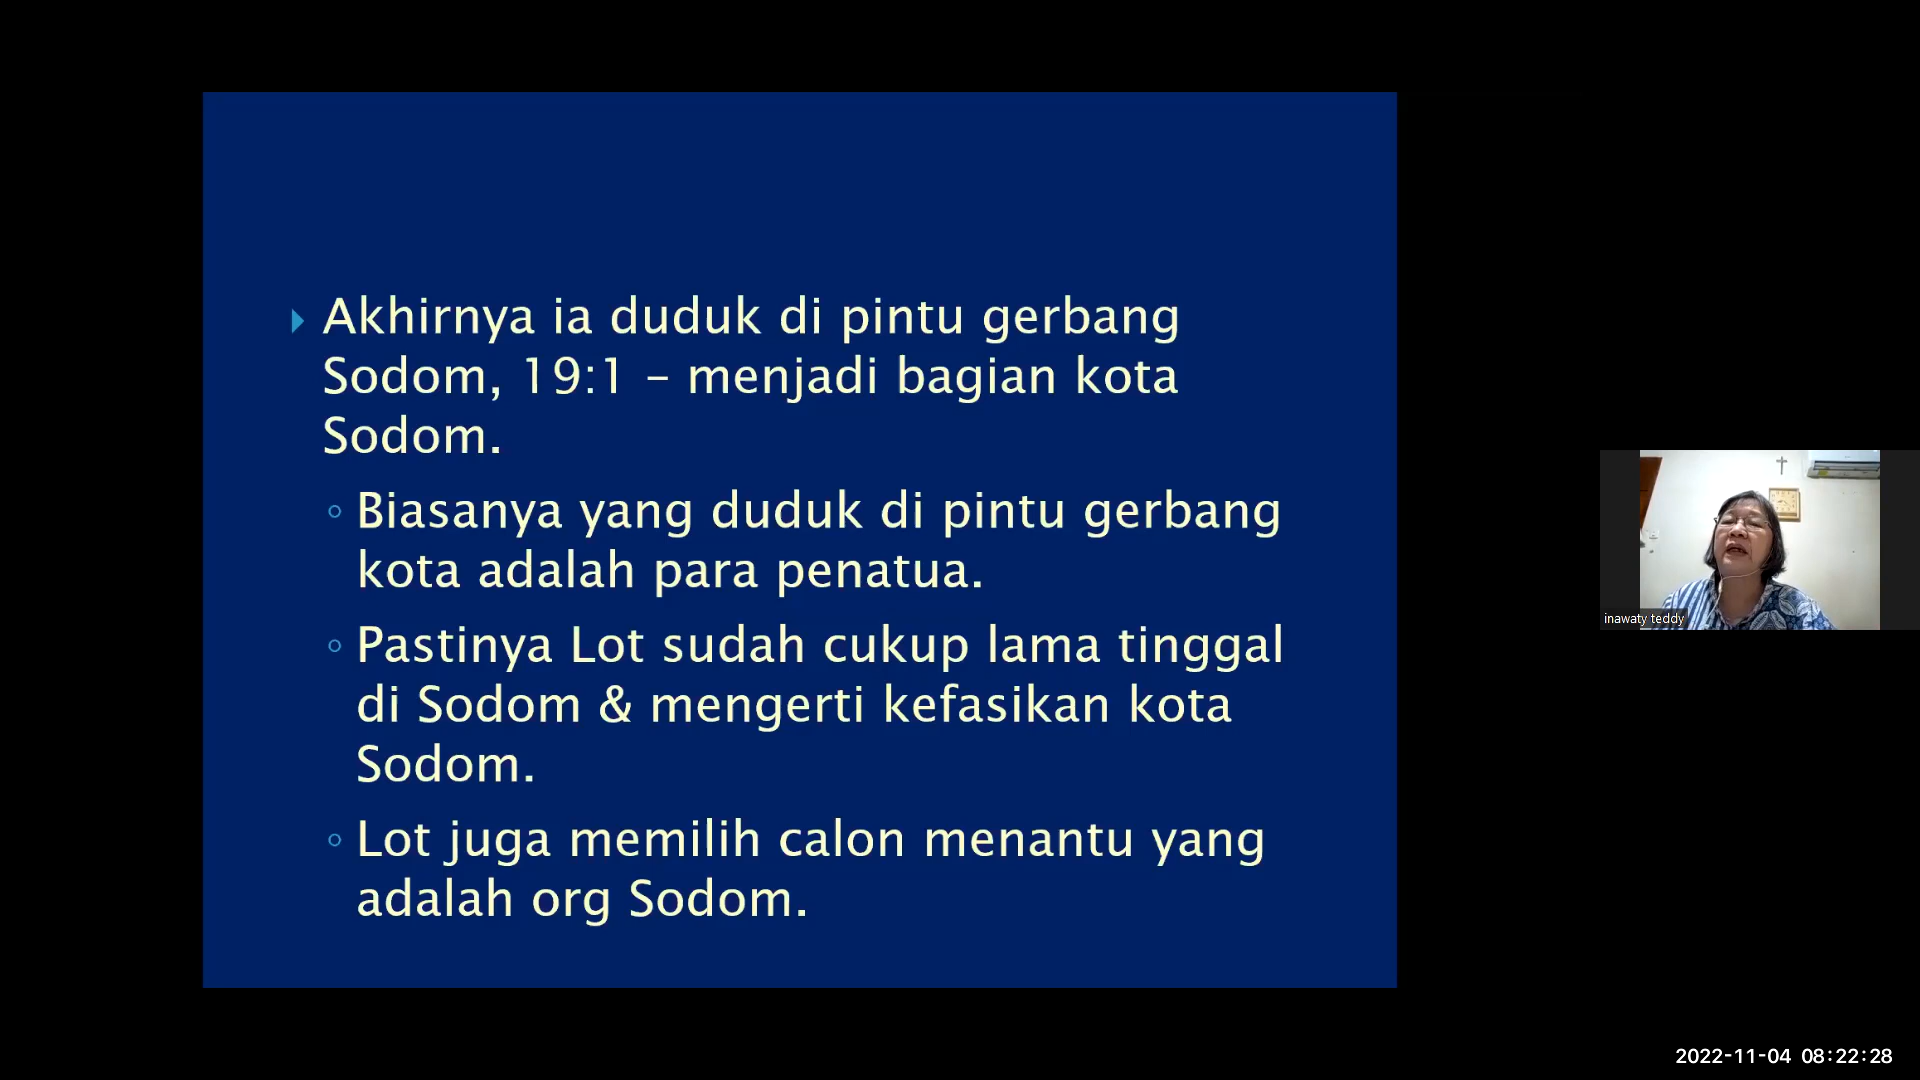 Akhirnya ia duduk di pintu gerbang
Sodom, 19:1 – menjadi bagian kota
Sodom.
Biasanya yang duduk di pintu gerbang
kota adalah para penatua.
Pastinya Lot sudah cukup lama tinggal
di Sodom & mengerti kefasikan kota
Sodom.
Lot juga memilih calon menantu yang
adalah org Sodom.
inawaty teddy
2022-11-04 08:22:28